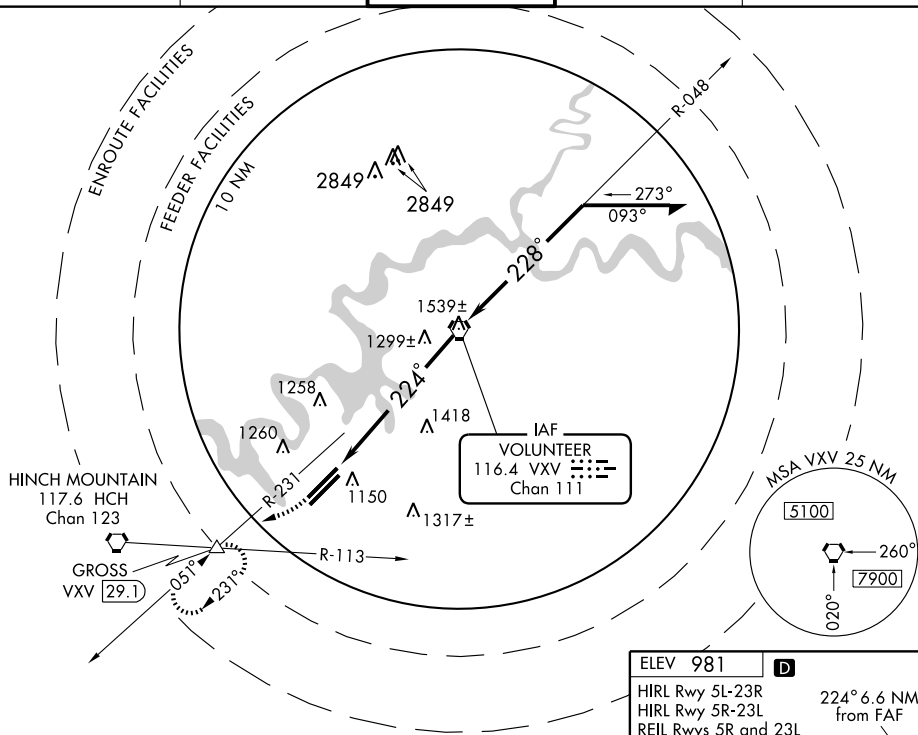 ENROUTE FACILITIES
FEEDER FACILITIES
10 NM
R-048
2849
2849
273°
093°
228°
1539±
1299±
224°
1258
1418
1260
IAF
VOLUNTEER
116.4 VXV
Chan 111
HINCH MOUNTAIN
117.6 HCH
Chan 123
R-231
1150
1317±
R-113
GROSS
VXV 29.1
051°
231°
MSA VXV 25 NM
5100
260°
7900
020°
ELEV 981 D
HIRL Rwy 5L-23R
HIRL Rwy 5R-23L
REIL Rwys 5R and 23L
224° 6.6 NM
from FAF